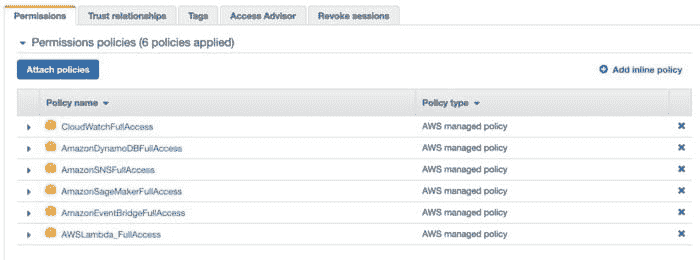 Permissions Trust relationships Tags Access Advisor Revoke sessions
Permissions policies (6 policies applied)
Attach policies Add inline policy
Policy name Policy type
CloudWatchFullAccess AWS managed policy
AmazonDynamoDBFullAccess AWS managed policy
AmazonSNSFullAccess AWS managed policy
AmazonSageMakerFullAccess AWS managed policy
AmazonEventBridgeFullAccess AWS managed policy
AWSLambda_FullAccess AWS managed policy